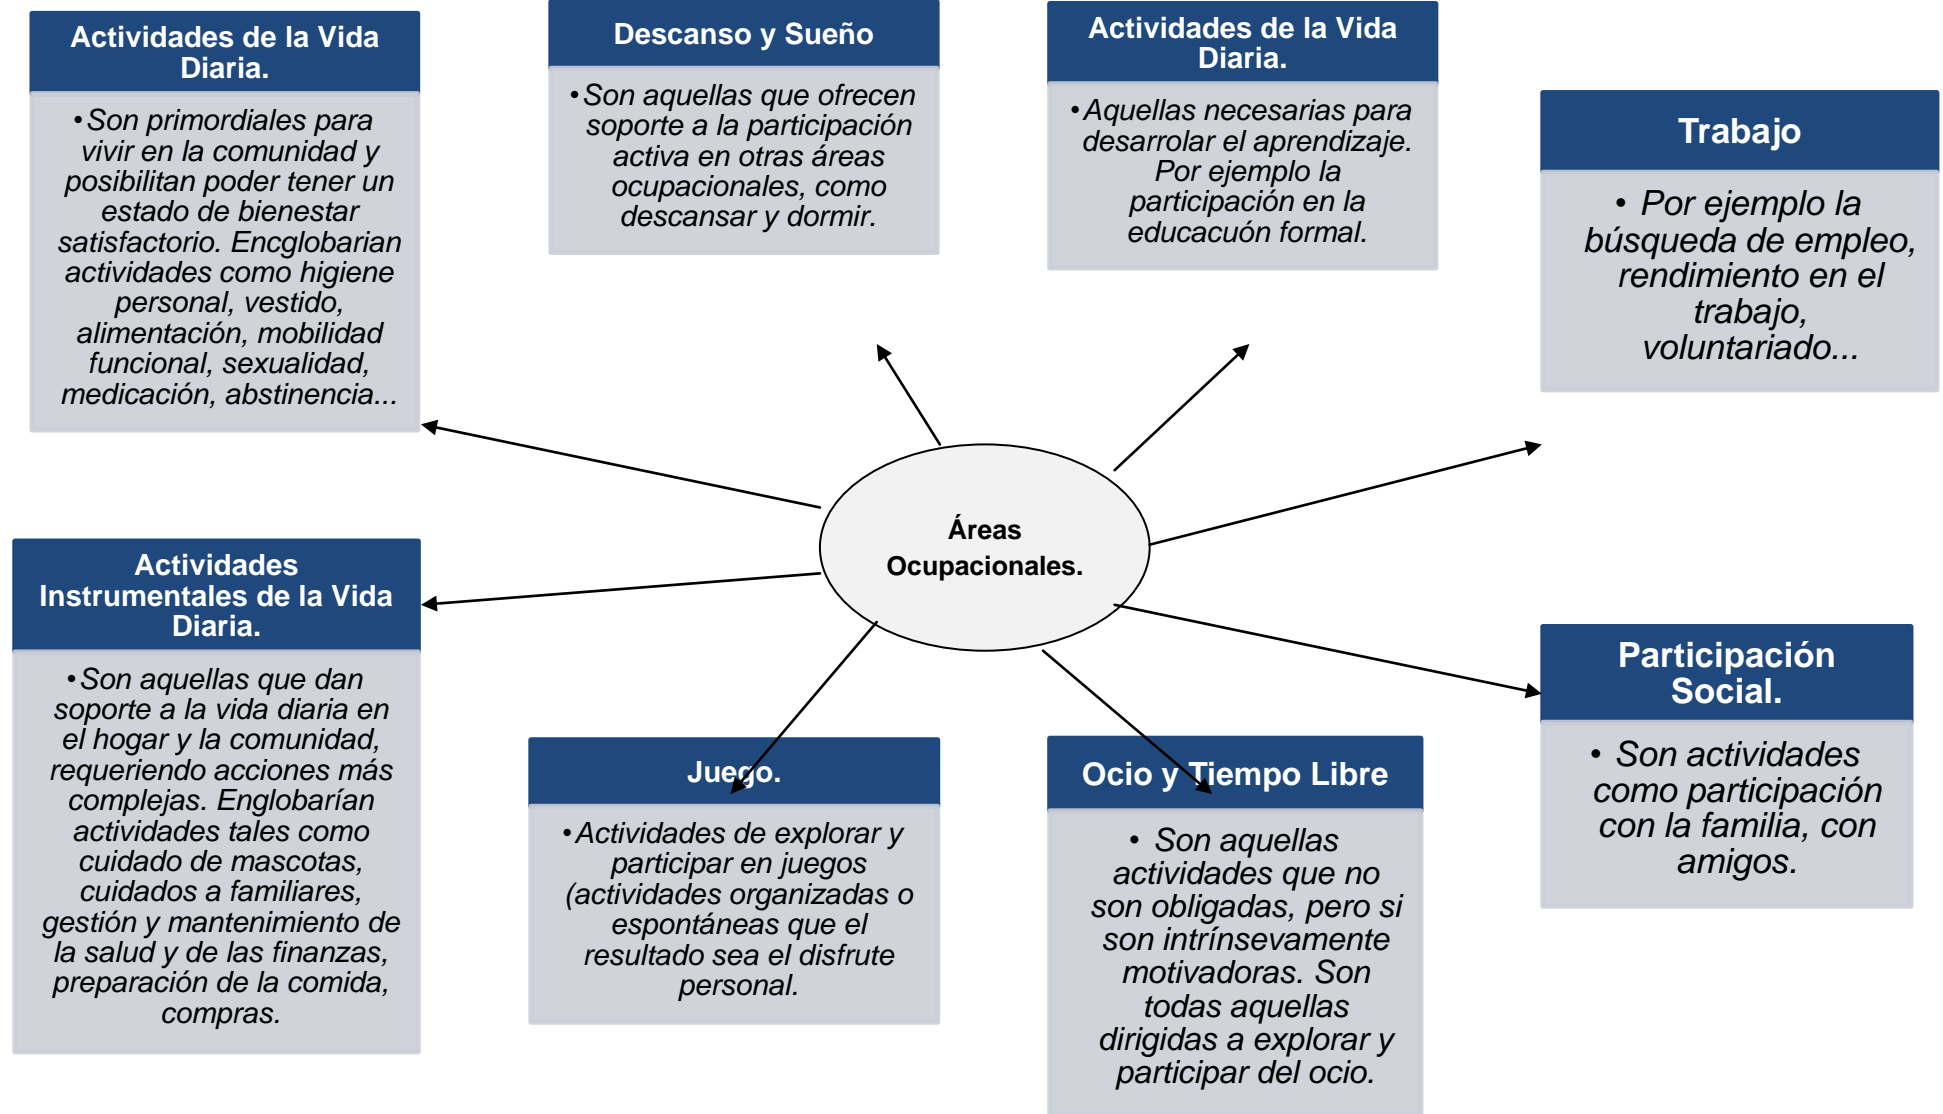 Actividades de la Vida
Diaria.
•Son primordiales para
vivir en la comunidad y
posibilitan poder tener un
estado de bienestar
satisfactorio. Encglobarian
actividades como higiene
personal, vestido,
alimentación, mobilidad
funcional, sexualidad,
medicación, abstinencia...
Descanso y Sueño
•Son aquellas que ofrecen
soporte a la participación
activa en otras áreas
ocupacionales, como
descansar y dormir.
Actividades de la Vida
Diaria.
•Aquellas necesarias para
desarrolar el aprendizaje.
Por ejemplo la
participación en la
educacuón formal.
Trabajo
• Por ejemplo la
búsqueda de empleo,
rendimiento en el
trabajo,
voluntariado...
Áreas
Ocupacionales.
Actividades
Instrumentales de la Vida
Diaria.
•Son aquellas que dan
soporte a la vida diaria en
el hogar y la comunidad,
requeriendo acciones más
complejas. Englobarían
actividades tales como
cuidado de mascotas,
cuidados a familiares,
gestión y mantenimiento de
la salud y de las finanzas,
preparación de la comida,
compras.
Juego.
•Actividades de explorar y
participar en juegos
(actividades organizadas o
espontáneas que el
resultado sea el disfrute
personal.
Ocio y Tiempo Libre
• Son aquellas
actividades que no
son obligadas, pero si
son intrínsevamente
motivadoras. Son
todas aquellas
dirigidas a explorar y
participar del ocio.
Participación
Social.
• Son actividades
como participación
con la familia, con
amigos.